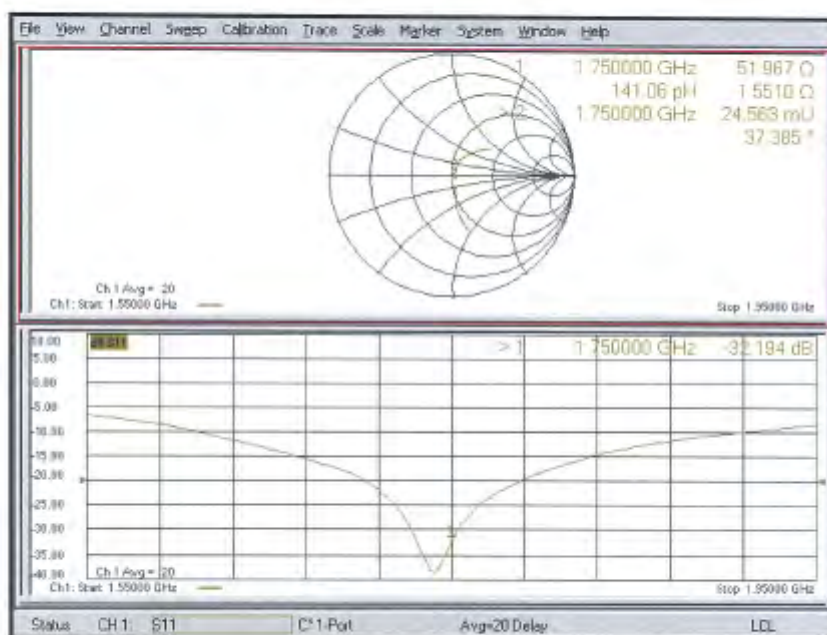 File View Channel Sweep Calibration Trace Scale Marker System Window Help
1 1.750000 GHz 51.967 Ω
141.06 pH 1.5510 Ω
>2 1.750000 GHz 24.563 mU
37.385 °
Ch 1 Avg = 20
Ch1: Start 1.55000 GHz
Stop 1.95000 GHz
10.00
5.00
0.00
-5.00
-10.00
-15.00
-20.00
-25.00
-30.00
-35.00
-40.00
> 1 1.750000 GHz -32.194 dB
1
Ch 1 Avg = 20
Ch1: Start 1.55000 GHz
Stop 1.95000 GHz
Status CH 1: S11 C* 1-Port Avg=20 Delay LCL